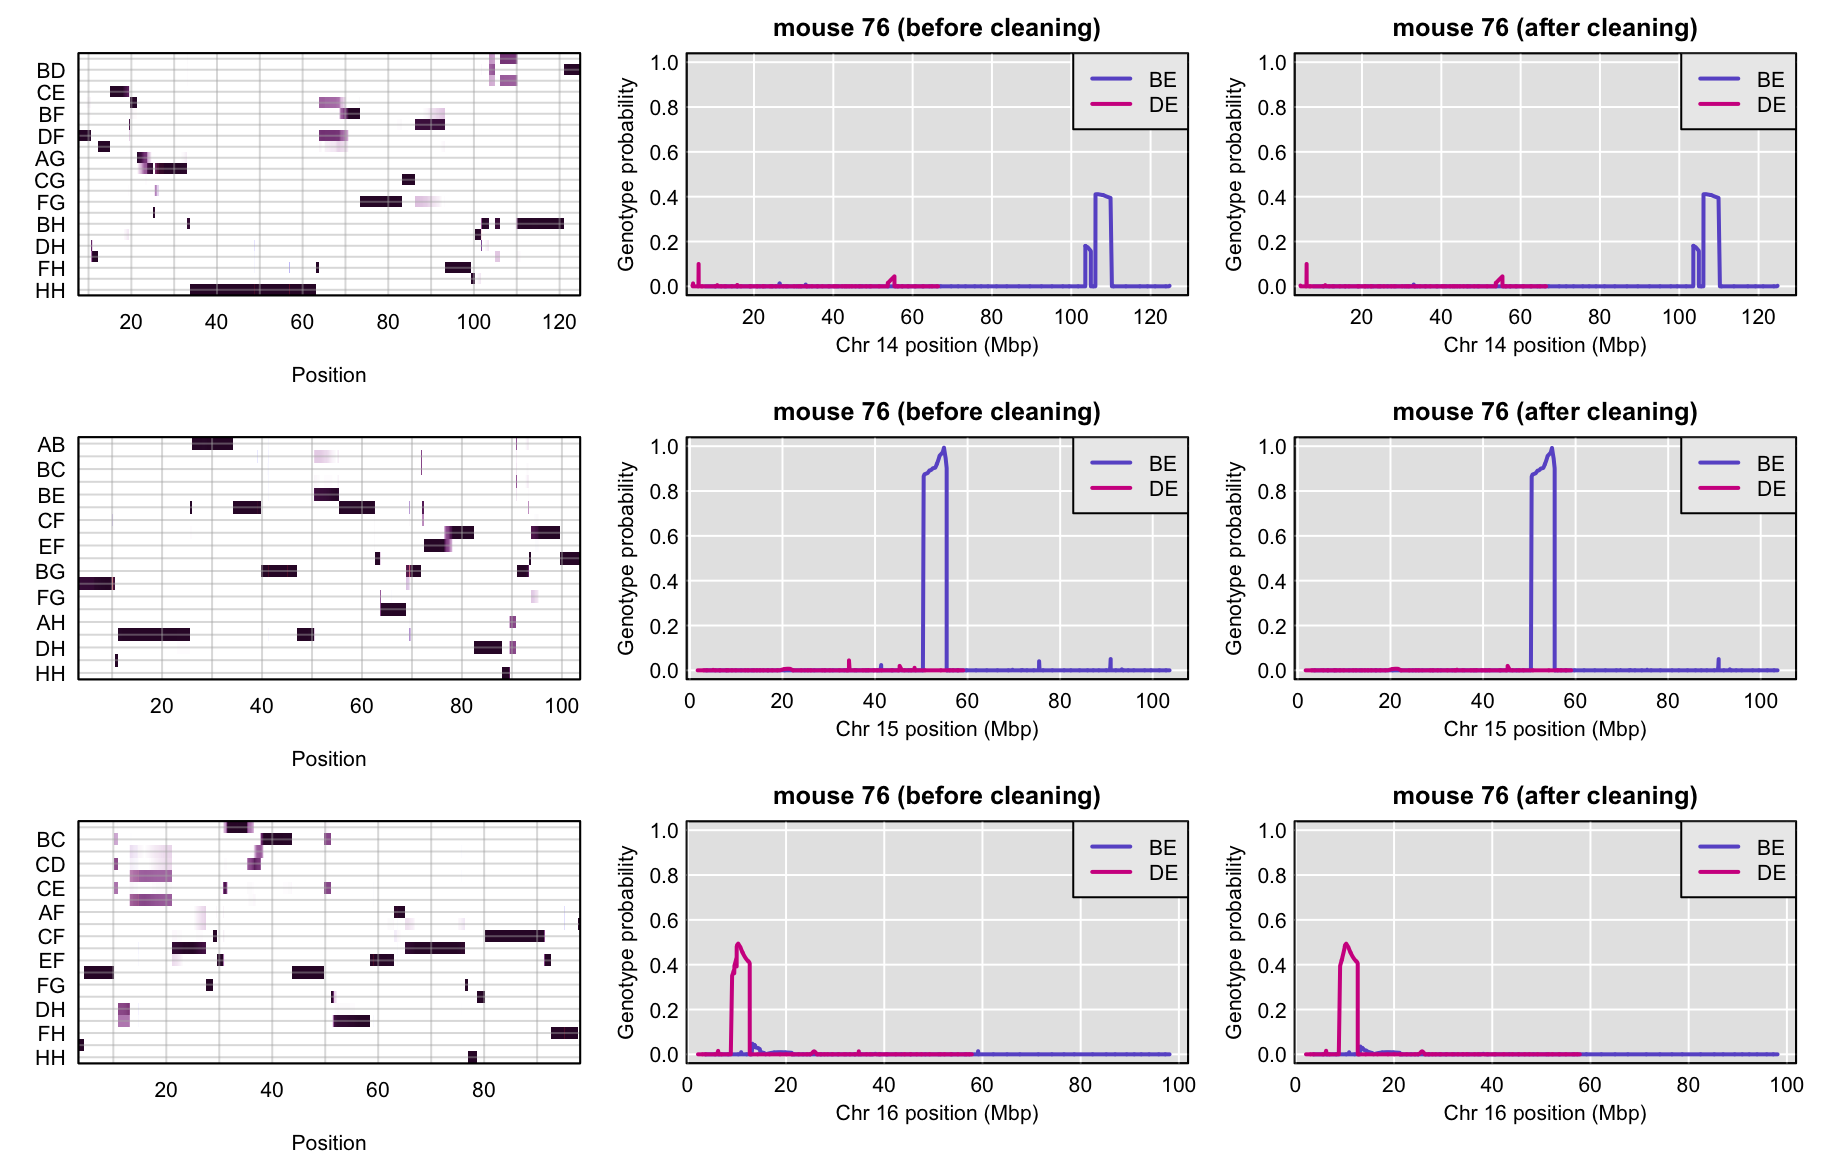 BD
CE
BF
DF
AG
CG
FG
BH
DH
FH
HH
20 40 60 80 100 120
Position
mouse 76 (before cleaning)
Genotype probability
1.0
0.8
0.6
0.4
0.2
0.0
BE
DE
20 40 60 80 100 120
Chr 14 position (Mbp)
mouse 76 (after cleaning)
Genotype probability
1.0
0.8
0.6
0.4
0.2
0.0
BE
DE
20 40 60 80 100 120
Chr 14 position (Mbp)
AB
BC
BE
CF
EF
BG
FG
AH
DH
HH
20 40 60 80 100
Position
mouse 76 (before cleaning)
Genotype probability
1.0
0.8
0.6
0.4
0.2
0.0
BE
DE
0 20 40 60 80 100
Chr 15 position (Mbp)
mouse 76 (after cleaning)
Genotype probability
1.0
0.8
0.6
0.4
0.2
0.0
BE
DE
0 20 40 60 80 100
Chr 15 position (Mbp)
BC
CD
CE
AF
CF
EF
FG
DH
FH
HH
20 40 60 80
Position
mouse 76 (before cleaning)
Genotype probability
1.0
0.8
0.6
0.4
0.2
0.0
BE
DE
0 20 40 60 80 100
Chr 16 position (Mbp)
mouse 76 (after cleaning)
Genotype probability
1.0
0.8
0.6
0.4
0.2
0.0
BE
DE
0 20 40 60 80 100
Chr 16 position (Mbp)